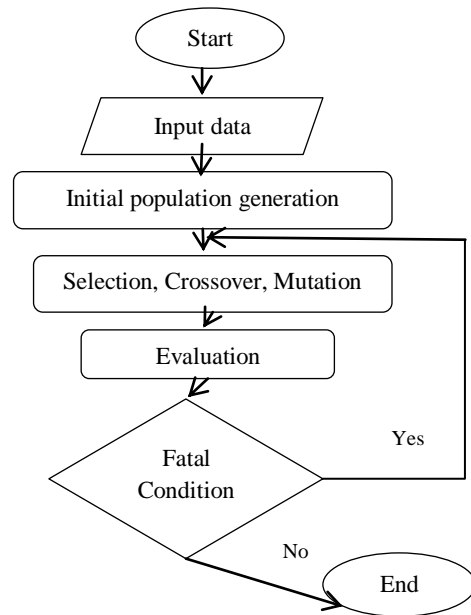 Start
Input data
Initial population generation
Selection, Crossover, Mutation
Evaluation
Fatal
Condition
Yes
No
End